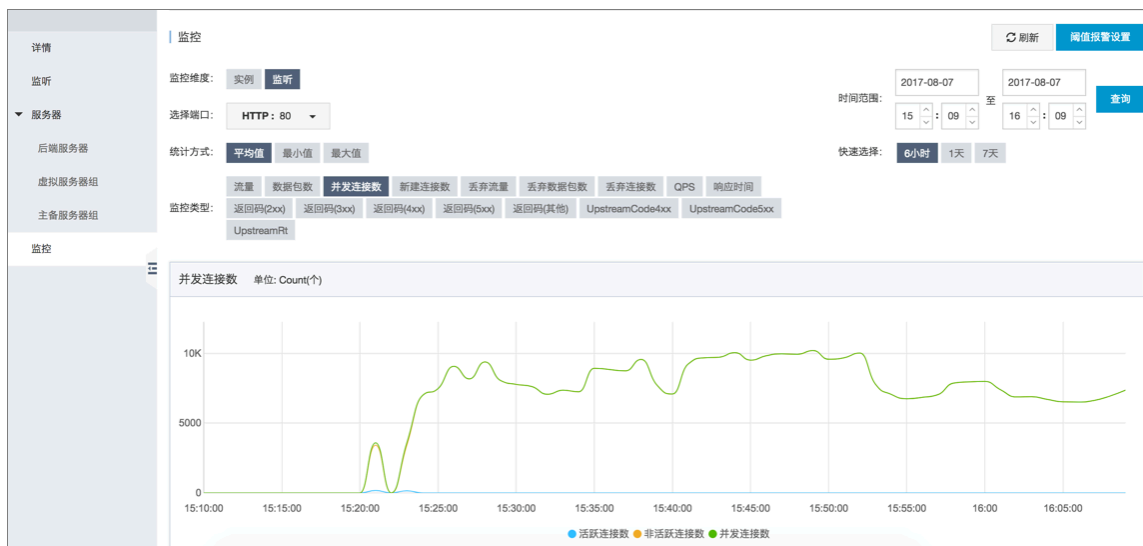 监控
刷新
阈值报警设置
详情
监听
服务器
后端服务器
虚拟服务器组
主备服务器组
监控
监控维度: 实例 监听
时间范围: 2017-08-07 15 : 09 至 2017-08-07 16 : 09 查询
选择端口: HTTP : 80
统计方式: 平均值 最小值 最大值
快速选择: 6小时 1天 7天
监控类型:
流量 数据包数 并发连接数 新建连接数 丢弃流量 丢弃数据包数 丢弃连接数 QPS 响应时间
返回码(2xx) 返回码(3xx) 返回码(4xx) 返回码(5xx) 返回码(其他) UpstreamCode4xx UpstreamCode5xx
UpstreamRt
并发连接数 单位: Count(个)
10K
5000
0
15:10:00 15:15:00 15:20:00 15:25:00 15:30:00 15:35:00 15:40:00 15:45:00 15:50:00 15:55:00 16:00 16:05:00
活跃连接数 非活跃连接数 并发连接数